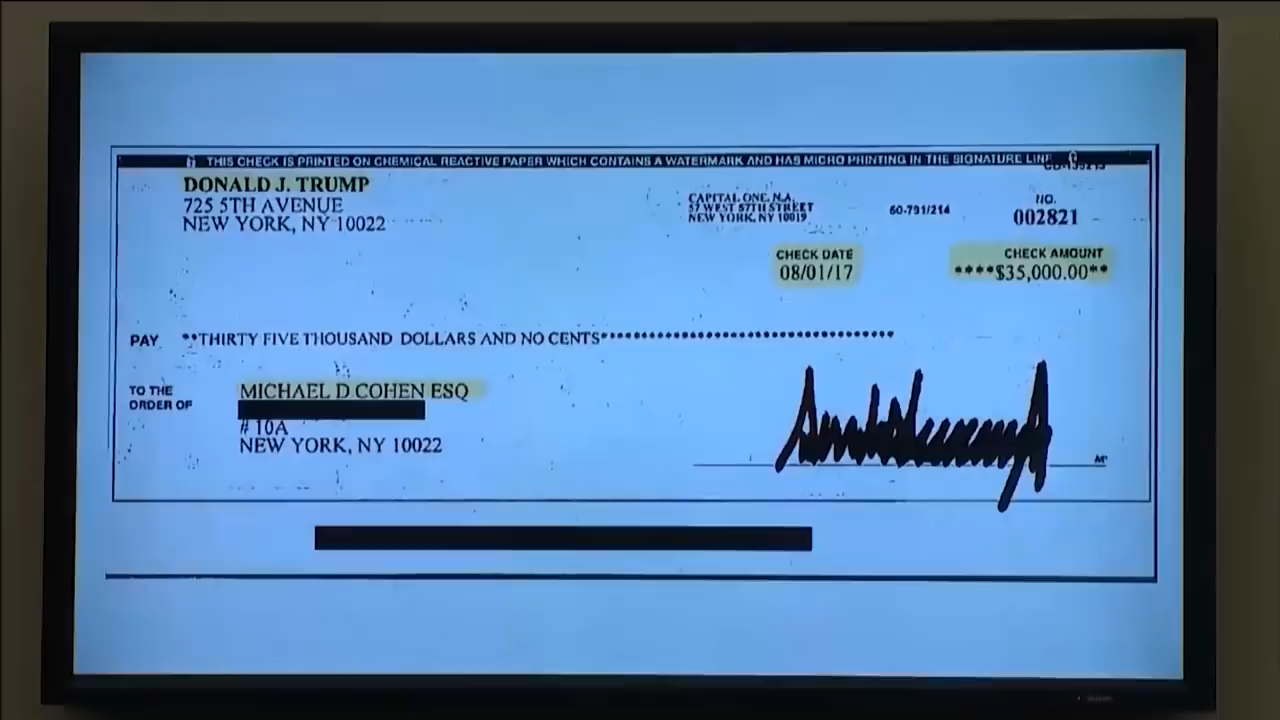 THIS CHECK IS PRINTED ON CHEMICAL REACTIVE PAPER WHICH CONTAINS A WATERMARK AND HAS MICRO PRINTING IN THE SIGNATURE LINE
DONALD J. TRUMP
725 5TH AVENUE
NEW YORK, NY 10022
CAPITAL ONE, N.A.
57 WEST 57TH STREET
NEW YORK, NY 10019
60-791/214
NO.
002821
CHECK DATE
08/01/17
CHECK AMOUNT
****$35,000.00**
PAY **THIRTY FIVE THOUSAND DOLLARS AND NO CENTS****************************************
TO THE
ORDER OF
MICHAEL D COHEN ESQ
# 10A
NEW YORK, NY 10022